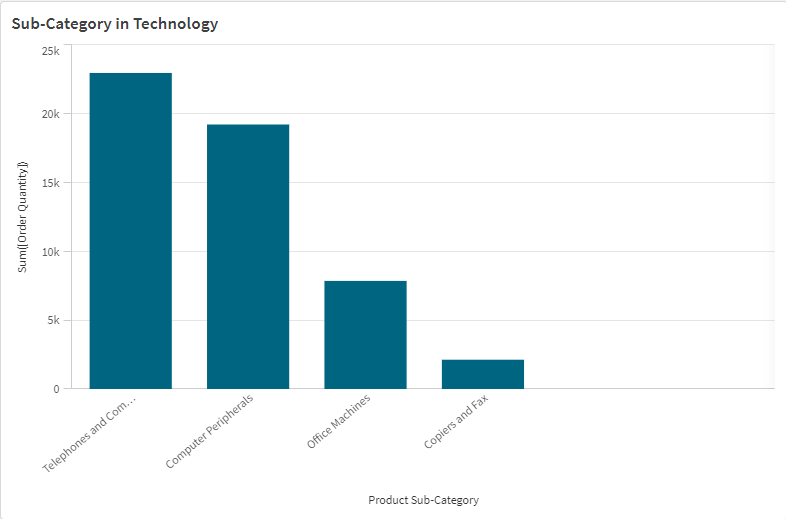 Sub-Category in Technology
25k
20k
15k
10k
5k
0
Sum([Order Quantity])
Telephones and Com...
Computer Peripherals
Office Machines
Copiers and Fax
Product Sub-Category